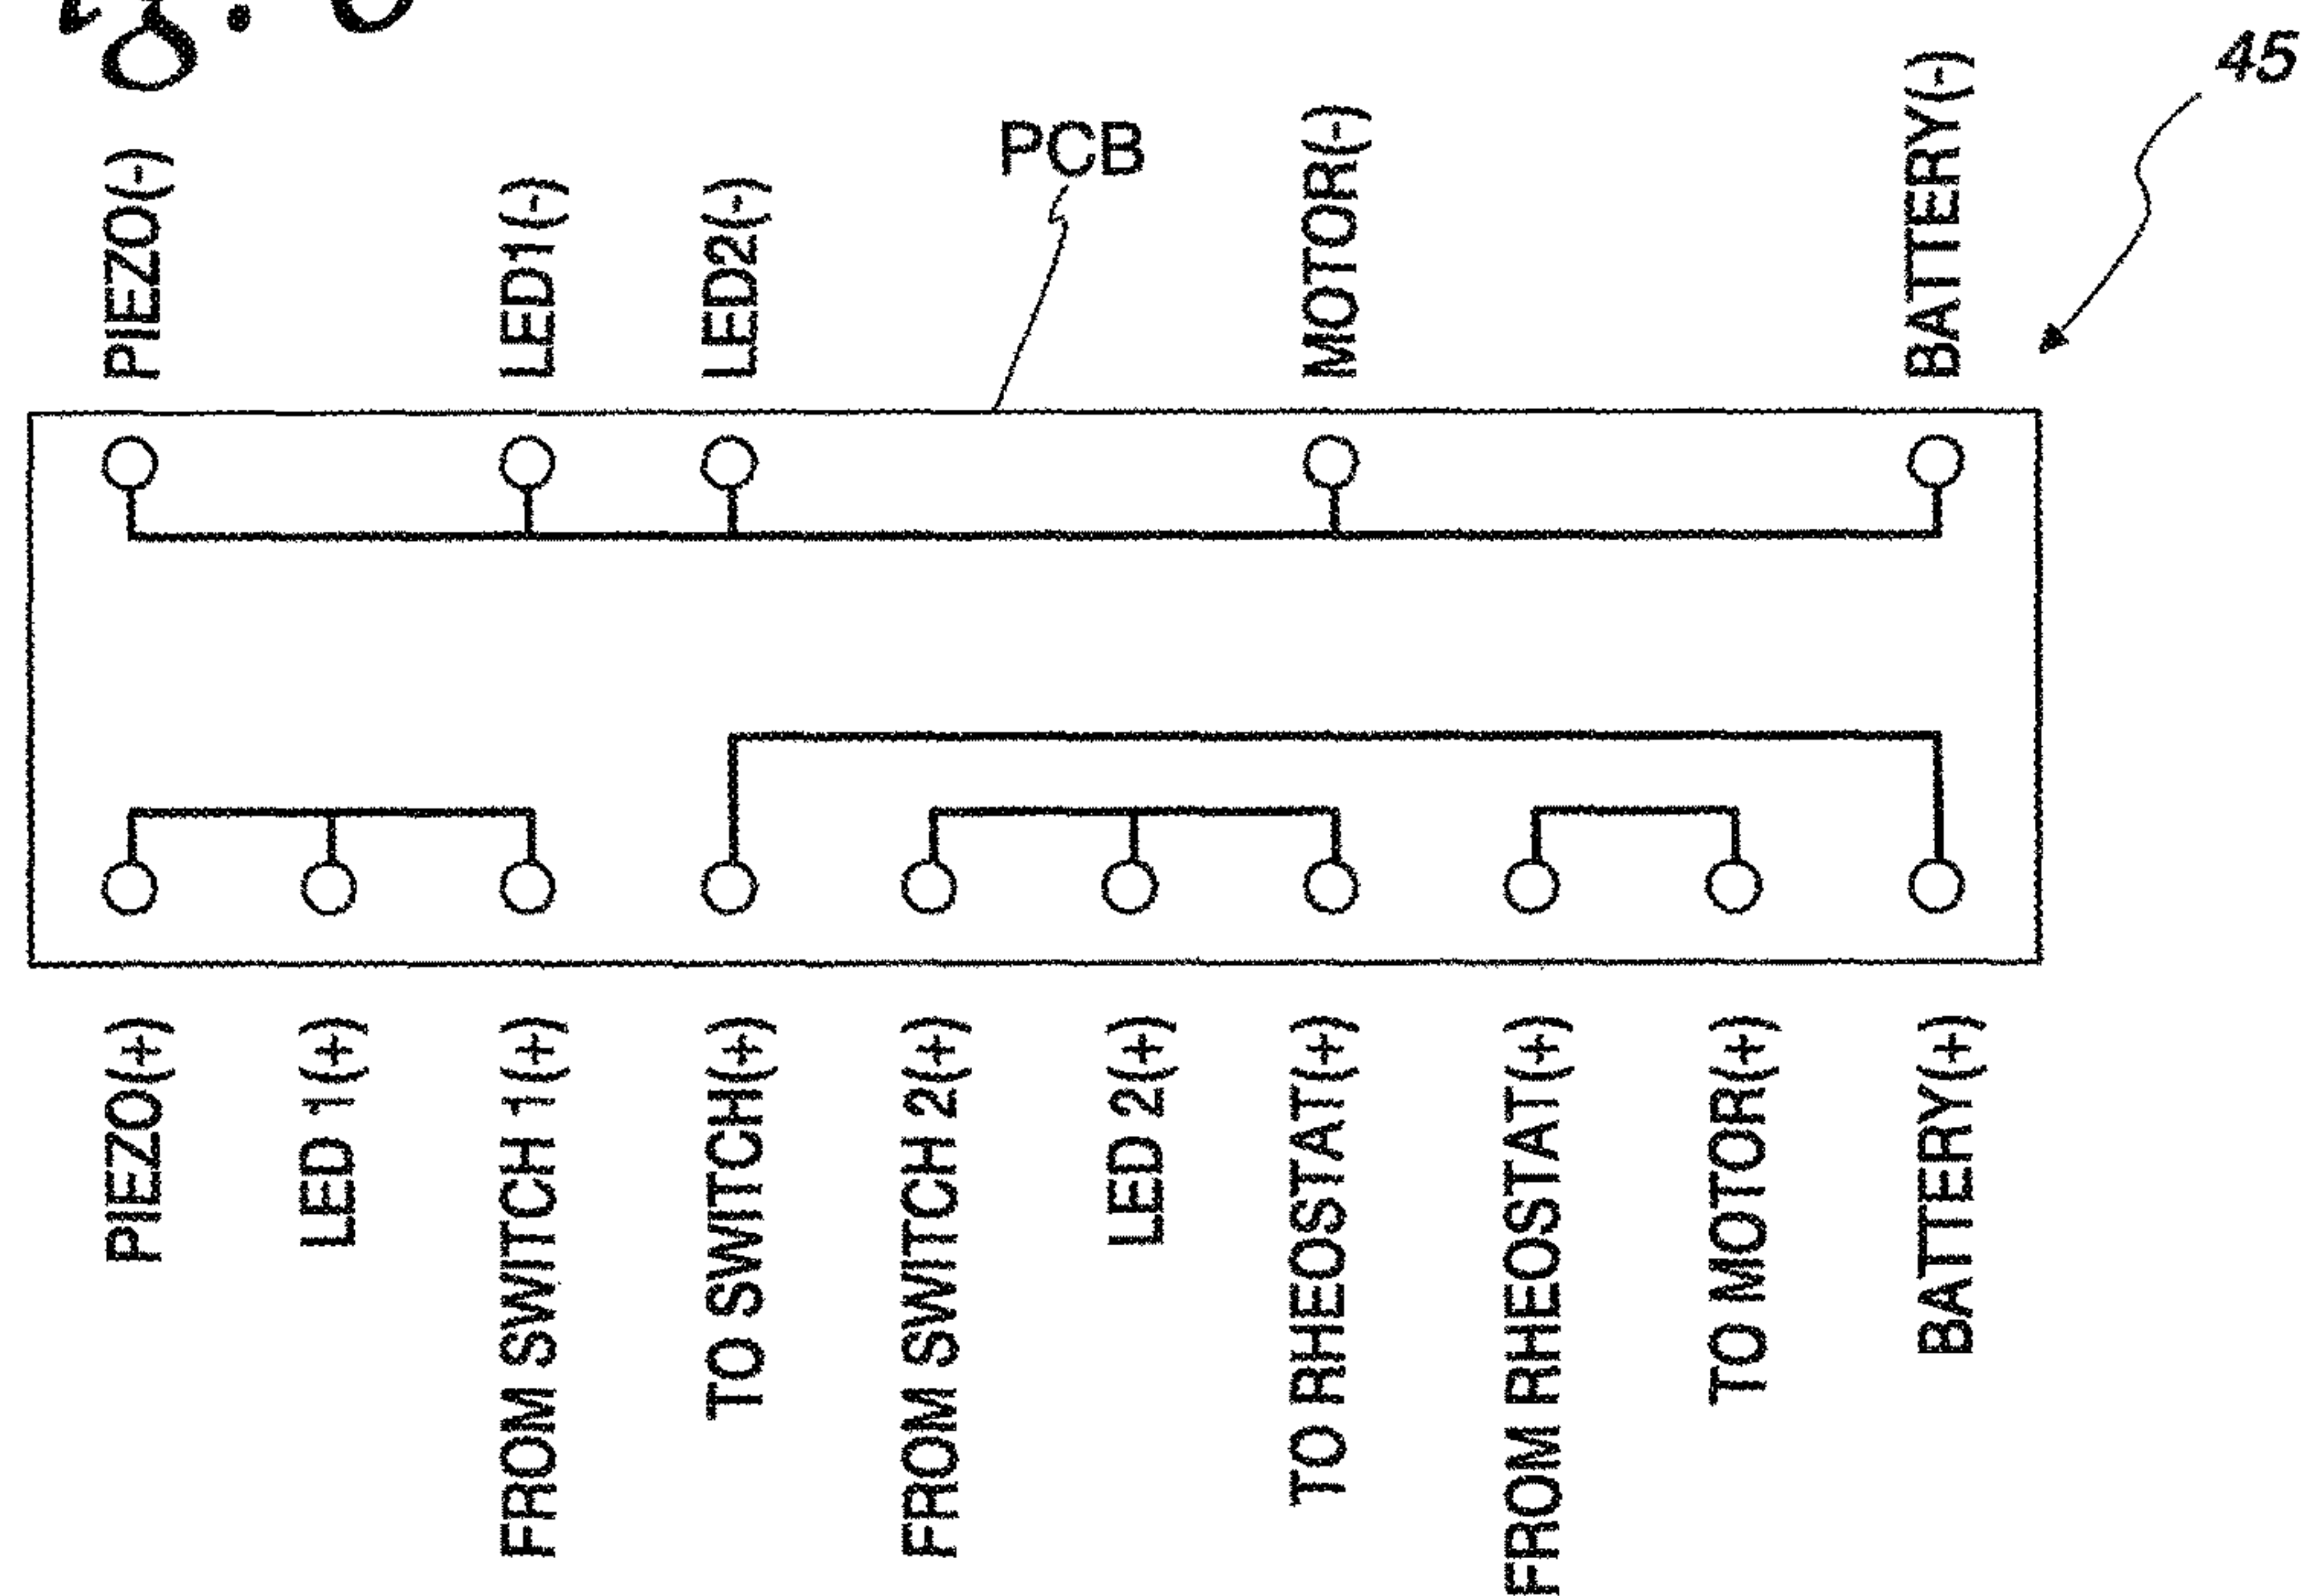 45
PCB
PIEZO(-)
LED1(-)
LED2(-)
MOTOR(-)
BATTERY(-)
PIEZO(+)
LED 1(+)
FROM SWITCH 1(+)
TO SWITCH(+)
FROM SWITCH 2(+)
LED 2(+)
TO RHEOSTAT(+)
FROM RHEOSTAT(+)
TO MOTOR(+)
BATTERY(+)